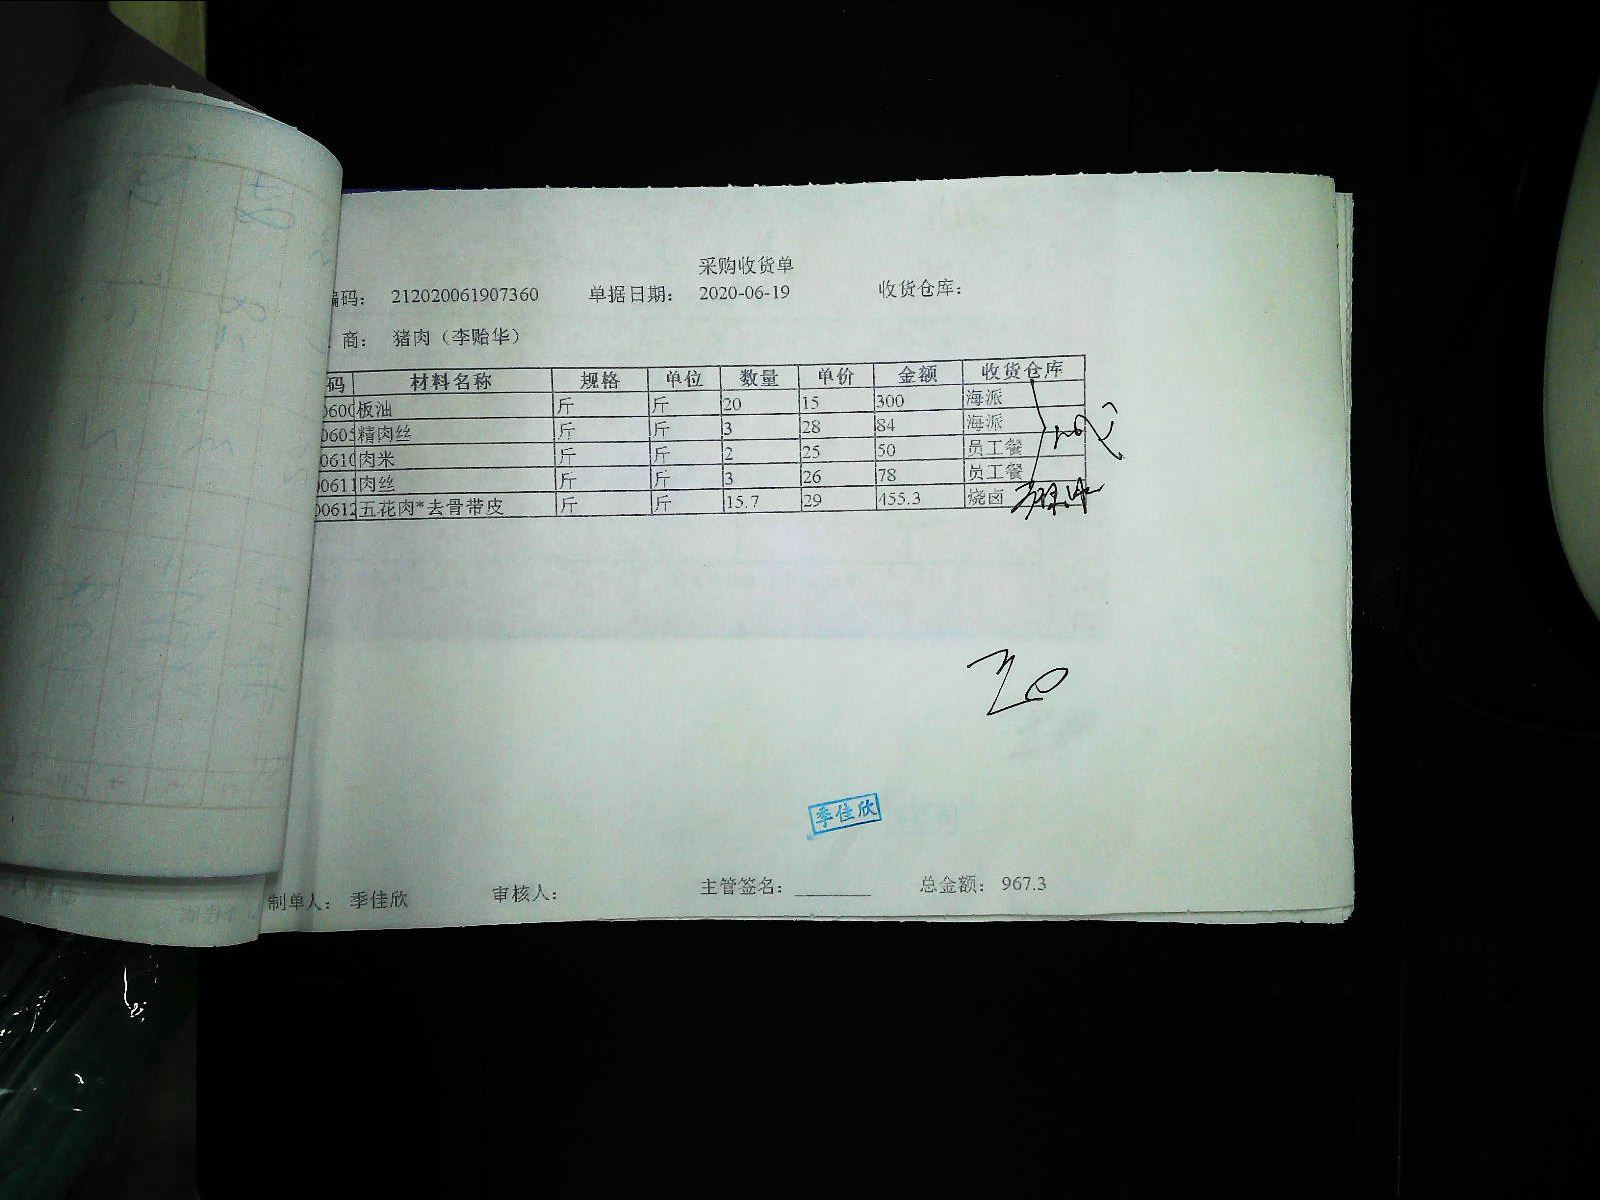 采购收货单
编码： 212020061907360 单据日期： 2020-06-19 收货仓库：
商： 猪肉（李贻华）
码 材料名称 规格 单位 数量 单价 金额 收货仓库
0600 板油 斤 斤 20 15 300 海派
0605 精肉丝 斤 斤 3 28 84 海派
0610 肉米 斤 斤 2 25 50 员工餐
00611 肉丝 斤 斤 3 26 78 员工餐
00612 五花肉*去骨带皮 斤 斤 15.7 29 455.3 烧卤
季佳欣
制单人： 季佳欣 审核人： 主管签名：________ 总金额： 967.3